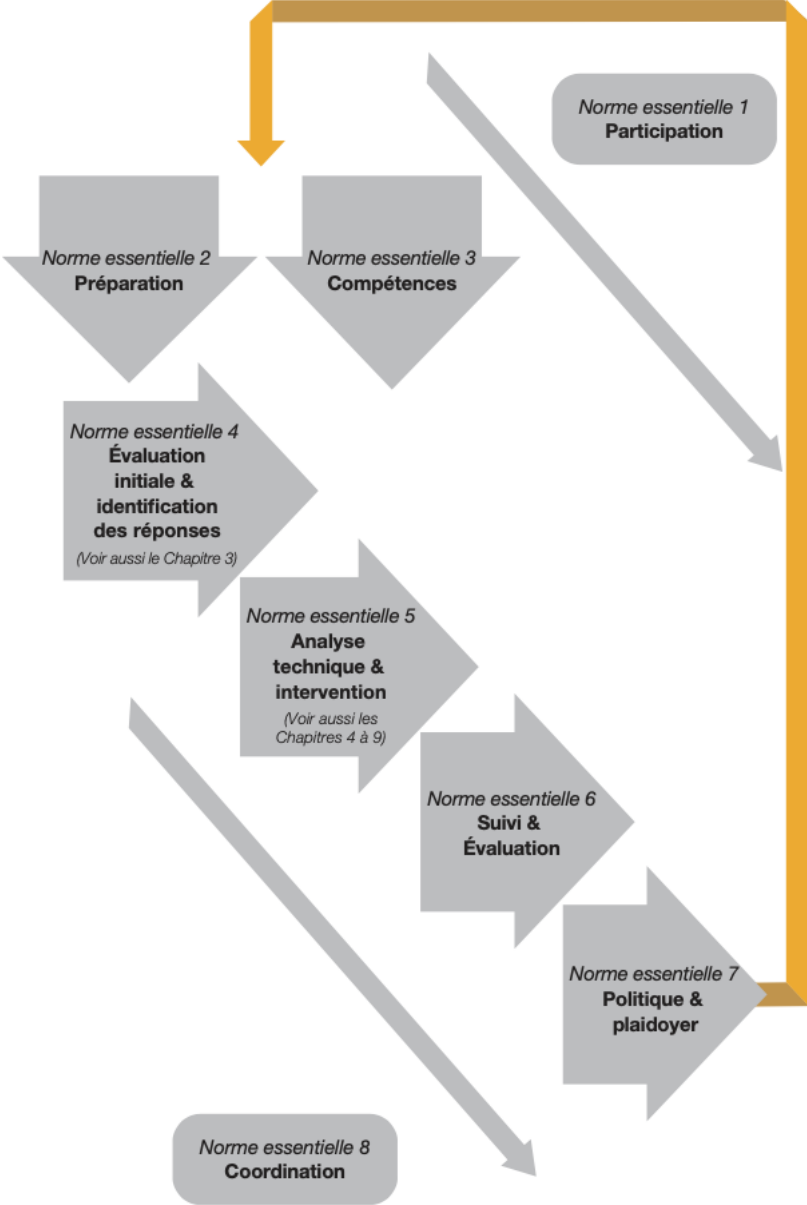 Norme essentielle 1
Participation
Norme essentielle 2
Préparation
Norme essentielle 3
Compétences
Norme essentielle 4
Évaluation
initiale &
identification
des réponses
(Voir aussi le Chapitre 3)
Norme essentielle 5
Analyse
technique &
intervention
(Voir aussi les
Chapitres 4 à 9)
Norme essentielle 6
Suivi &
Évaluation
Norme essentielle 7
Politique &
plaidoyer
Norme essentielle 8
Coordination